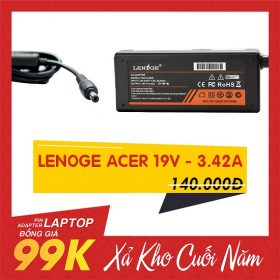 LENOGE
LENOGE ACER 19V - 3.42A
140.000Đ
PIN
ADAPTER
LAPTOP
ĐỒNG GIÁ
99K
Xả Kho Cuối Năm